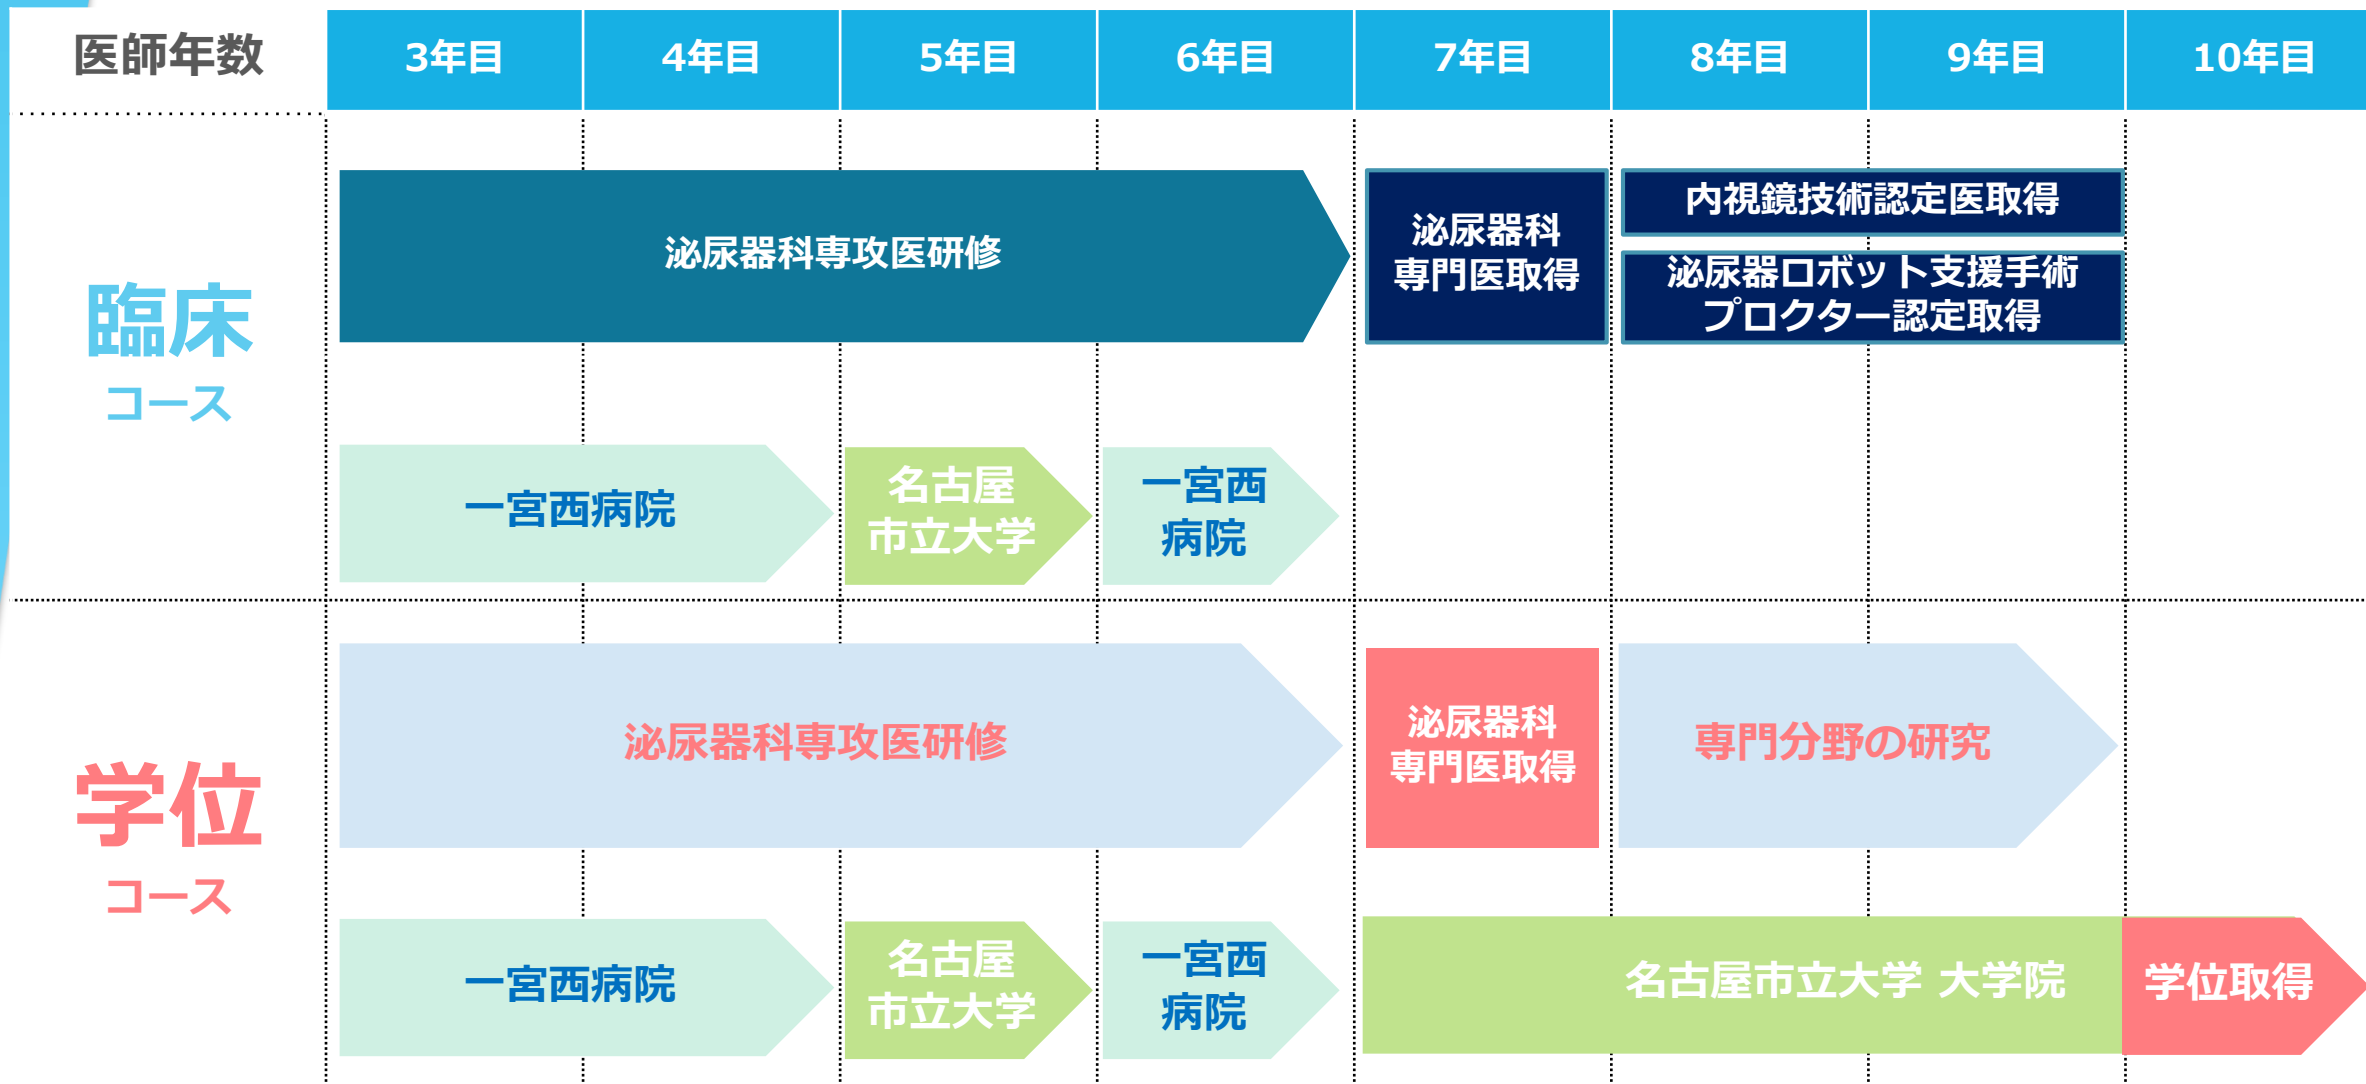 医師年数 3年目 4年目 5年目 6年目 7年目 8年目 9年目 10年目
臨床
コース
泌尿器科専攻医研修
泌尿器科
専門医取得
内視鏡技術認定医取得
泌尿器ロボット支援手術
プロクター認定取得
一宮西病院
名古屋
市立大学
一宮西
病院
学位
コース
泌尿器科専攻医研修
泌尿器科
専門医取得
専門分野の研究
一宮西病院
名古屋
市立大学
一宮西
病院
名古屋市立大学 大学院
学位取得